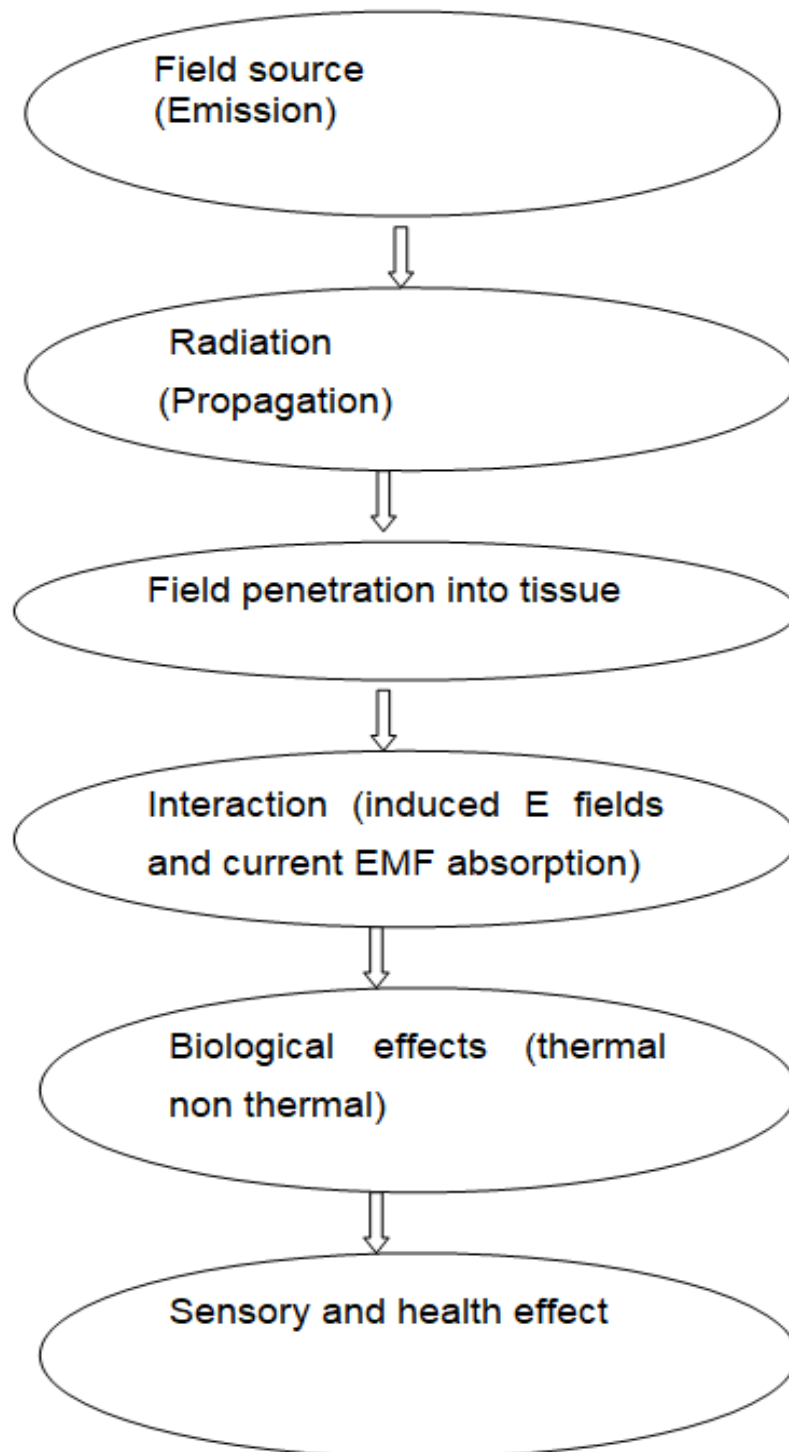 Field source
(Emission)
Radiation
(Propagation)
Field penetration into tissue
Interaction (induced E fields
and current EMF absorption)
Biological effects (thermal
non thermal)
Sensory and health effect